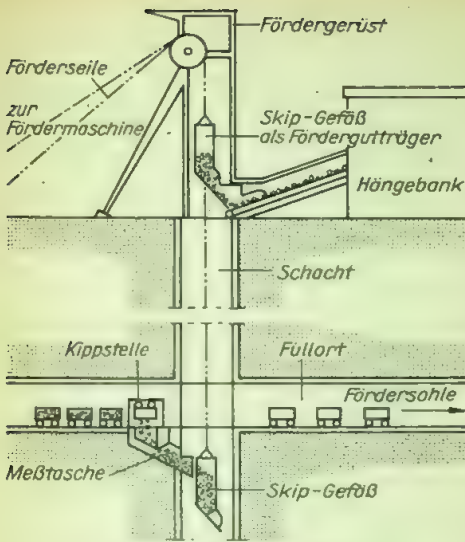 Fördergerüst
Förderseile
zur
Fördermaschine
Skip-Gefäß
als Fördergutträger
Hängebank
Schacht
Kippstelle
Füllort
Fördersohle
Meßtasche
Skip-Gefäß